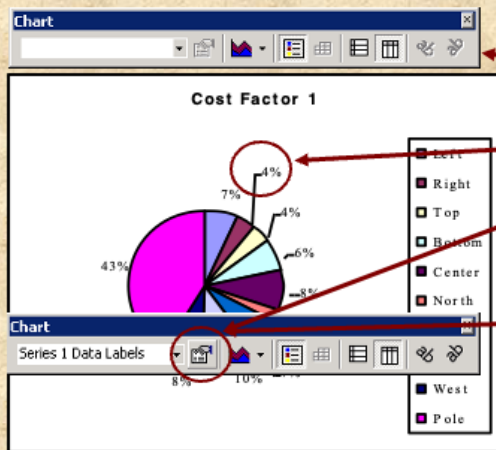 Chart
Cost Factor 1
4%
7%
4%
6%
43%
8%
Left
Right
Top
Bottom
Center
North
Chart
Series 1 Data Labels
8%
10%
West
Pole